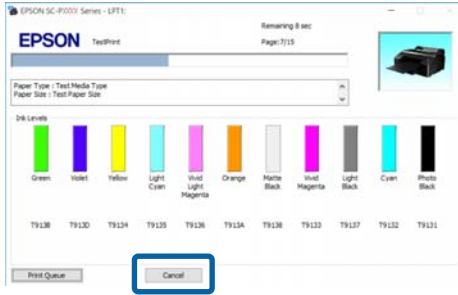 EPSON SC-PXXXX Series - LPT1:
EPSON
TestPrint
Remaining 8 sec
Page:7/15
Paper Type : Test Media Type
Paper Size : Test Paper Size
Ink Levels
Green Violet Yellow Light Cyan Vivid Light Magenta Orange Matte Black Vivid Magenta Light Black Cyan Photo Black
T913B T913D T9134 T9135 T9136 T913A T9138 T9133 T9137 T9132 T9131
Print Queue
Cancel